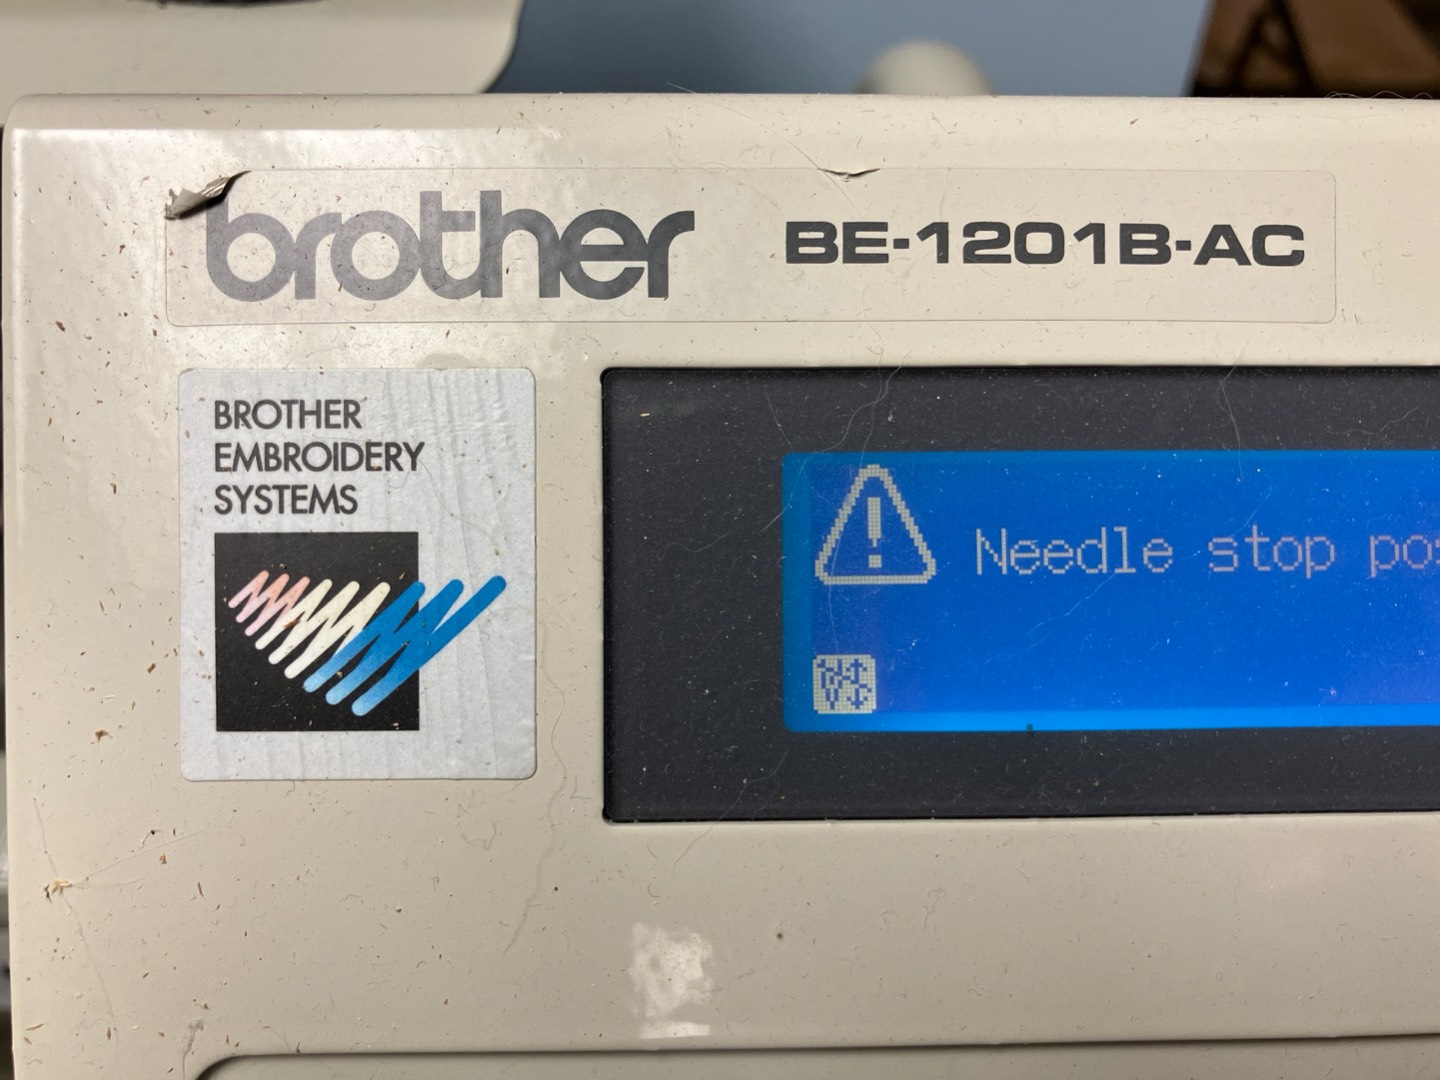 brother BE-1201B-AC
BROTHER
EMBROIDERY
SYSTEMS
Needle stop